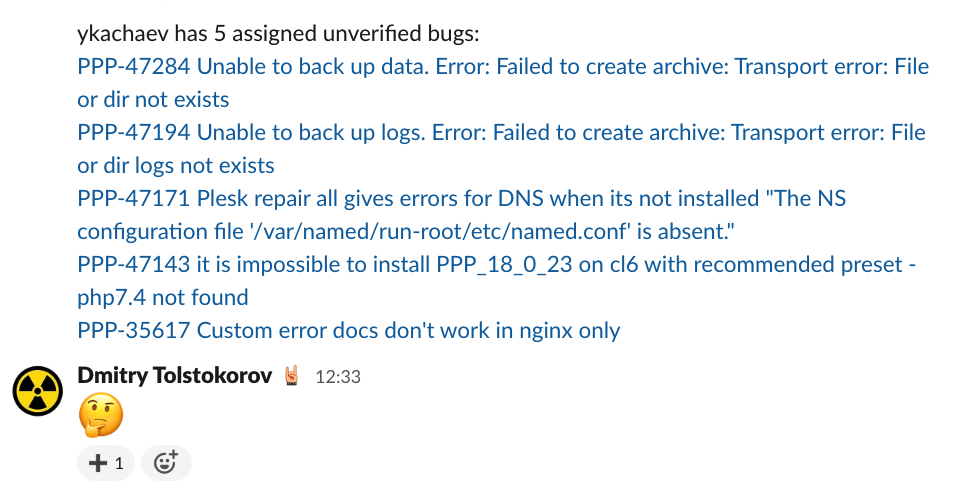 ykachaev has 5 assigned unverified bugs:
PPP-47284 Unable to back up data. Error: Failed to create archive: Transport error: File
or dir not exists
PPP-47194 Unable to back up logs. Error: Failed to create archive: Transport error: File
or dir logs not exists
PPP-47171 Plesk repair all gives errors for DNS when its not installed "The NS
configuration file '/var/named/run-root/etc/named.conf' is absent."
PPP-47143 it is impossible to install PPP_18_0_23 on cl6 with recommended preset -
php7.4 not found
PPP-35617 Custom error docs don't work in nginx only
Dmitry Tolstokorov 🤘 12:33
🤔
➕ 1